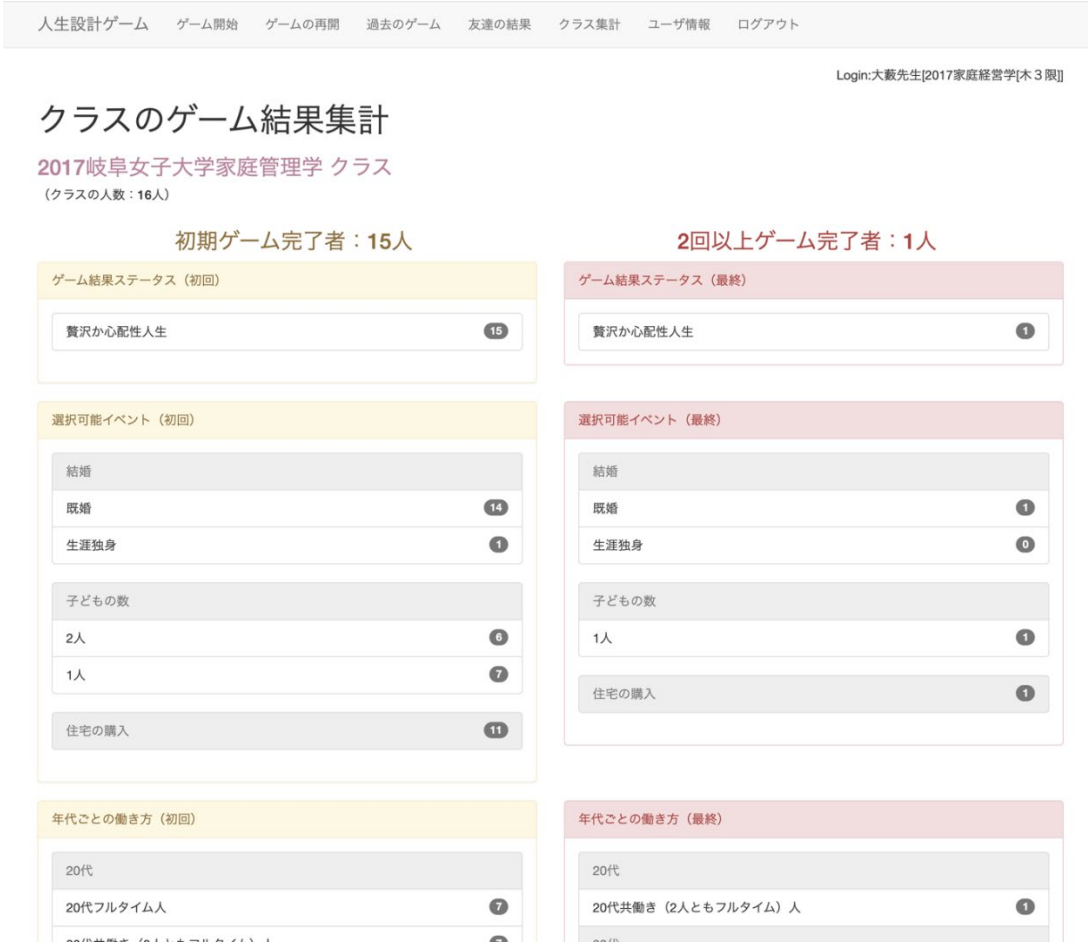 人生設計ゲーム ゲーム開始 ゲームの再開 過去のゲーム 友達の結果 クラス集計 ユーザ情報 ログアウト
Login:大藪先生[2017家庭経営学[木３限]]
クラスのゲーム結果集計
2017岐阜女子大学家庭管理学 クラス
（クラスの人数：16人）
初期ゲーム完了者：15人
ゲーム結果ステータス（初回）
贅沢か心配性人生 15
選択可能イベント（初回）
結婚
既婚 14
生涯独身 1
子どもの数
2人 6
1人 7
住宅の購入 11
年代ごとの働き方（初回）
20代
20代フルタイム人 7
2回以上ゲーム完了者：1人
ゲーム結果ステータス（最終）
贅沢か心配性人生 1
選択可能イベント（最終）
結婚
既婚 1
生涯独身 0
子どもの数
1人 1
住宅の購入 1
年代ごとの働き方（最終）
20代
20代共働き（2人ともフルタイム）人 1